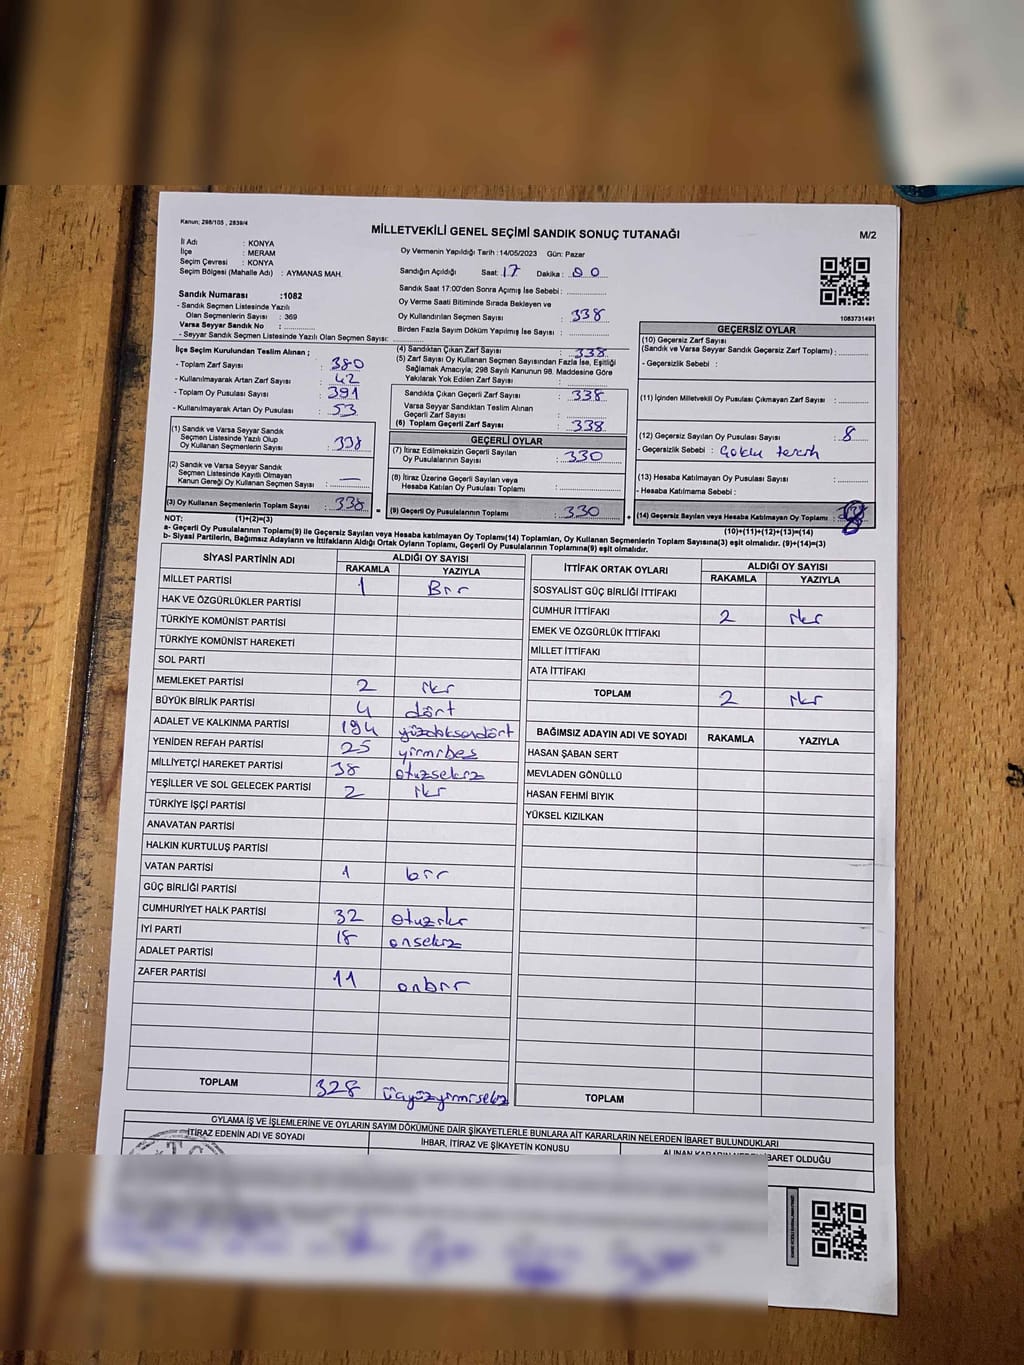 Kanun; 298/105 , 2839/4
MİLLETVEKİLİ GENEL SEÇİMİ SANDIK SONUÇ TUTANAĞI
M/2
İl Adı : KONYA
İlçe : MERAM
Seçim Çevresi : KONYA
Seçim Bölgesi (Mahalle Adı) : AYMANAS MAH.
Sandık Numarası :1082
- Sandık Seçmen Listesinde Yazılı
Olan Seçmenlerin Sayısı : 369
Varsa Seyyar Sandık No :
- Seyyar Sandık Seçmen Listesinde Yazılı Olan Seçmen Sayısı:
İlçe Seçim Kurulundan Teslim Alınan ;
- Toplam Zarf Sayısı : 380
- Kullanılmayarak Artan Zarf Sayısı : 42
- Toplam Oy Pusulası Sayısı : 391
- Kullanılmayarak Artan Oy Pusulası : 53
(1) Sandık ve Varsa Seyyar Sandık
Seçmen Listesinde Yazılı Olup
Oy Kullanan Seçmenlerin Sayısı : 338
(2) Sandık ve Varsa Seyyar Sandık
Seçmen Listesinde Kayıtlı Olmayan
Kanun Gereği Oy Kullanan Seçmen Sayısı : —
(3) Oy Kullanan Seçmenlerin Toplam Sayısı : 338
(1)+(2)=(3)
Oy Vermenin Yapıldığı Tarih : 14/05/2023 Gün: Pazar
Sandığın Açıldığı Saat: 17 Dakika : 00
Sandık Saat 17:00'den Sonra Açımış İse Sebebi :
Oy Verme Saati Bitiminde Sırada Bekleyen ve
Oy Kullandırılan Seçmen Sayısı : 338
Birden Fazla Sayım Döküm Yapılmış İse Sayısı :
(4) Sandıktan Çıkan Zarf Sayısı : 338
(5) Zarf Sayısı Oy Kullanan Seçmen Sayısından Fazla İse, Eşitliği
Sağlamak Amacıyla; 298 Sayılı Kanunun 98. Maddesine Göre
Yakılarak Yok Edilen Zarf Sayısı :
Sandıkla Çıkan Geçerli Zarf Sayısı : 338
Varsa Seyyar Sandıktan Teslim Alınan
Geçerli Zarf Sayısı :
(6) Toplam Geçerli Zarf Sayısı : 338
GEÇERLİ OYLAR
(7) İtiraz Edilmeksizin Geçerli Sayılan
Oy Pusulalarının Sayısı : 330
(8) İtiraz Üzerine Geçerli Sayılan veya
Hesaba Katılan Oy Pusulası Toplamı :
(9) Geçerli Oy Pusulalarının Toplamı : 330
1083731491
GEÇERSİZ OYLAR
(10) Geçersiz Zarf Sayısı
(Sandık ve Varsa Seyyar Sandık Geçersiz Zarf Toplamı) :
- Geçersizlik Sebebi :
(11) İçinden Milletvekili Oy Pusulası Çıkmayan Zarf Sayısı :
(12) Geçersiz Sayılan Oy Pusulası Sayısı : 8
- Geçersizlik Sebebi : Çoklu tercih
(13) Hesaba Katılmayan Oy Pusulası Sayısı :
- Hesaba Katılmama Sebebi :
(14) Geçersiz Sayılan veya Hesaba Katılmayan Oy Toplamı : 8
(10)+(11)+(12)+(13)=(14)
NOT:
a- Geçerli Oy Pusulalarının Toplamı(9) ile Geçersiz Sayılan veya Hesaba katılmayan Oy Pusulası Toplamı(14) Toplamları, Oy Kullanan Seçmenlerin Toplam Sayısına(3) eşit olmalıdır. (9)+(14)=(3)
b- Siyasi Partilerin, Bağımsız Adayların ve İttifakların Aldığı Ortak Oyların Toplamı, Geçerli Oy Pusulalarının Toplamına(9) eşit olmalıdır.
SİYASİ PARTİNİN ADI ALDIĞI OY SAYISI
RAKAMLA YAZIYLA
MİLLET PARTİSİ 1 Bir
HAK VE ÖZGÜRLÜKLER PARTİSİ
TÜRKİYE KOMÜNİST PARTİSİ
TÜRKİYE KOMÜNİST HAREKETİ
SOL PARTİ
MEMLEKET PARTİSİ 2 iki
BÜYÜK BİRLİK PARTİSİ 4 dört
ADALET VE KALKINMA PARTİSİ 194 yüzdoksandört
YENİDEN REFAH PARTİSİ 25 yirmibeş
MİLLİYETÇİ HAREKET PARTİSİ 38 otuzsekiz
YEŞİLLER VE SOL GELECEK PARTİSİ 2 iki
TÜRKİYE İŞÇİ PARTİSİ
ANAVATAN PARTİSİ
HALKIN KURTULUŞ PARTİSİ
VATAN PARTİSİ 1 bir
GÜÇ BİRLİĞİ PARTİSİ
CUMHURİYET HALK PARTİSİ 32 otuziki
İYİ PARTİ 18 onsekiz
ADALET PARTİSİ
ZAFER PARTİSİ 11 onbir
TOPLAM 328 üçyüzyirmisekiz
İTTİFAK ORTAK OYLARI ALDIĞI OY SAYISI
RAKAMLA YAZIYLA
SOSYALİST GÜÇ BİRLİĞİ İTTİFAKI
CUMHUR İTTİFAKI 2 iki
EMEK VE ÖZGÜRLÜK İTTİFAKI
MİLLET İTTİFAKI
ATA İTTİFAKI
TOPLAM 2 iki
BAĞIMSIZ ADAYIN ADI VE SOYADI RAKAMLA YAZIYLA
HASAN ŞABAN SERT
MEVLADEN GÖNÜLLÜ
HASAN FEHMİ BIYIK
YÜKSEL KIZILKAN
TOPLAM
OYLAMA İŞ VE İŞLEMLERİNE VE OYLARIN SAYIM DÖKÜMÜNE DAİR ŞİKAYETLERLE BUNLARA AİT KARARLARIN NELERDEN İBARET BULUNDUKLARI
İTİRAZ EDENİN ADI VE SOYADI
İHBAR, İTİRAZ VE ŞİKAYETİN KONUSU
ALINAN KARARIN NEDEN İBARET OLDUĞU
T.C.